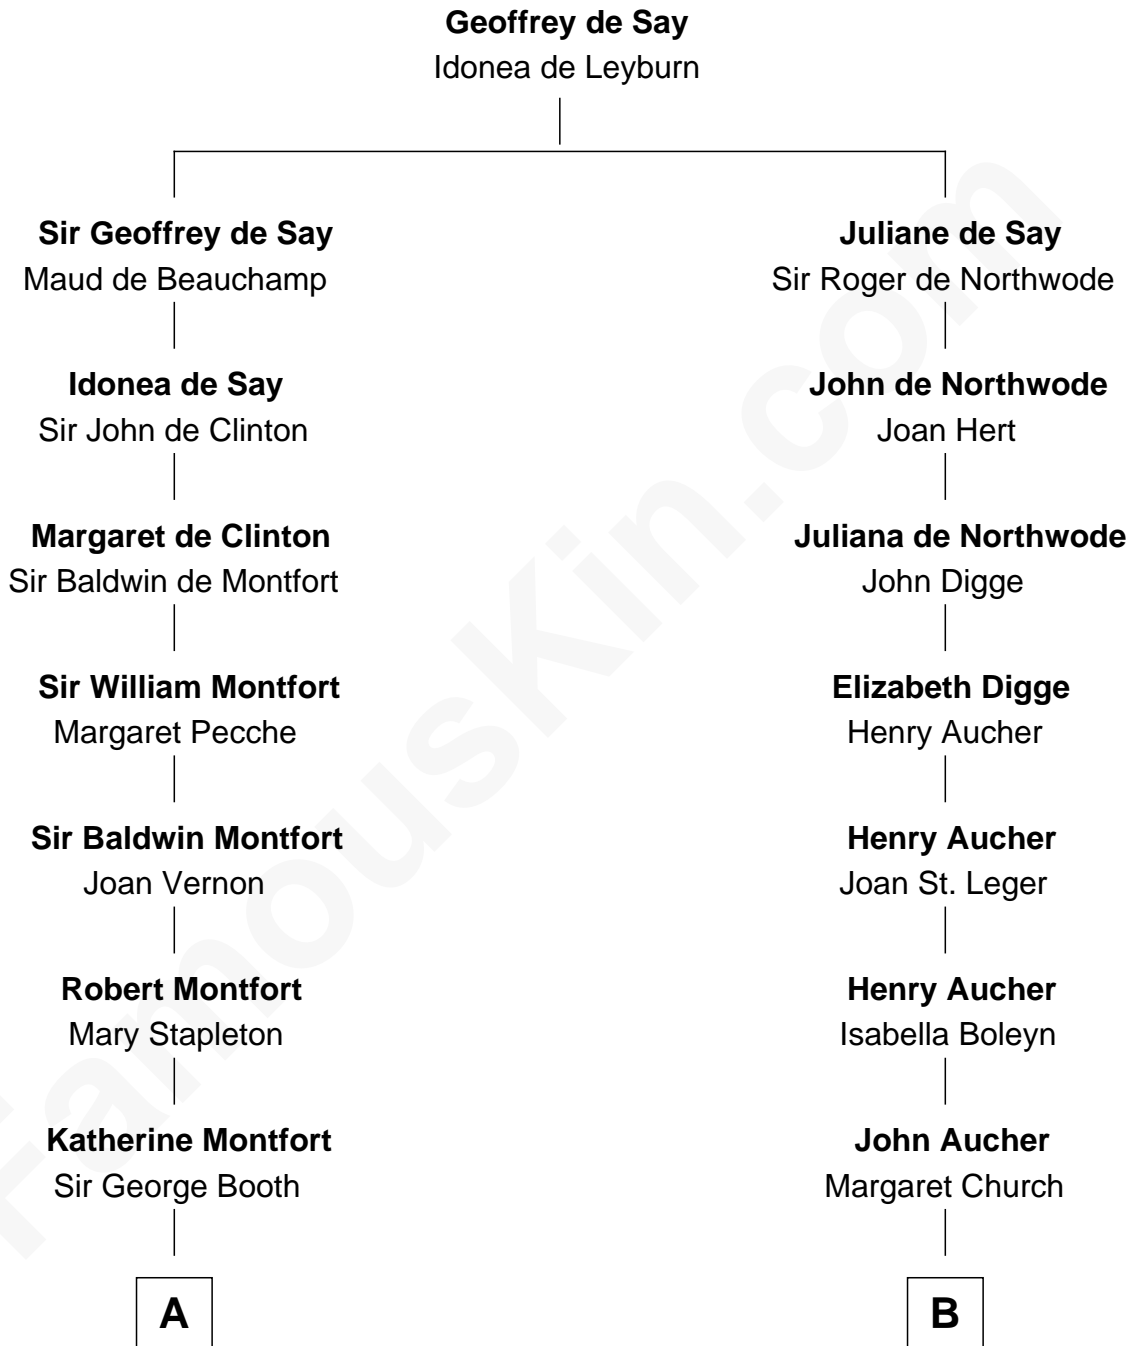 Geoffrey de Say
Idonea de Leyburn
Sir Geoffrey de Say
Maud de Beauchamp
Juliane de Say
Sir Roger de Northwode
Idonea de Say
Sir John de Clinton
John de Northwode
Joan Hert
Margaret de Clinton
Sir Baldwin de Montfort
Juliana de Northwode
John Digge
Sir William Montfort
Margaret Pecche
Elizabeth Digge
Henry Aucher
Sir Baldwin Montfort
Joan Vernon
Henry Aucher
Joan St. Leger
Robert Montfort
Mary Stapleton
Henry Aucher
Isabella Boleyn
Katherine Montfort
Sir George Booth
John Aucher
Margaret Church
A
B
FamousKin.com